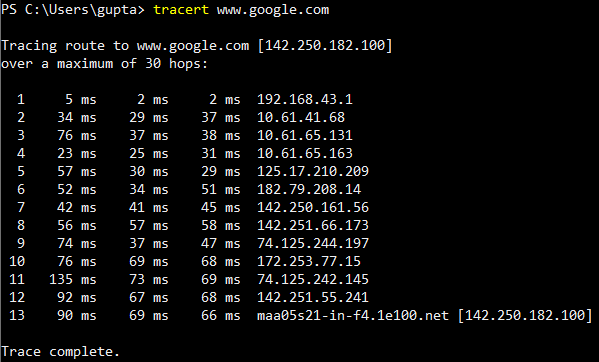 PS C:\Users\gupta> tracert www.google.com
Tracing route to www.google.com [142.250.182.100]
over a maximum of 30 hops:
1 5 ms 2 ms 2 ms 192.168.43.1
2 34 ms 29 ms 37 ms 10.61.41.68
3 76 ms 37 ms 38 ms 10.61.65.131
4 23 ms 25 ms 31 ms 10.61.65.163
5 57 ms 30 ms 29 ms 125.17.210.209
6 52 ms 34 ms 51 ms 182.79.208.14
7 42 ms 41 ms 45 ms 142.250.161.56
8 56 ms 57 ms 58 ms 142.251.66.173
9 74 ms 37 ms 47 ms 74.125.244.197
10 76 ms 69 ms 68 ms 172.253.77.15
11 135 ms 73 ms 69 ms 74.125.242.145
12 92 ms 67 ms 68 ms 142.251.55.241
13 90 ms 69 ms 66 ms maa05s21-in-f4.1e100.net [142.250.182.100]
Trace complete.